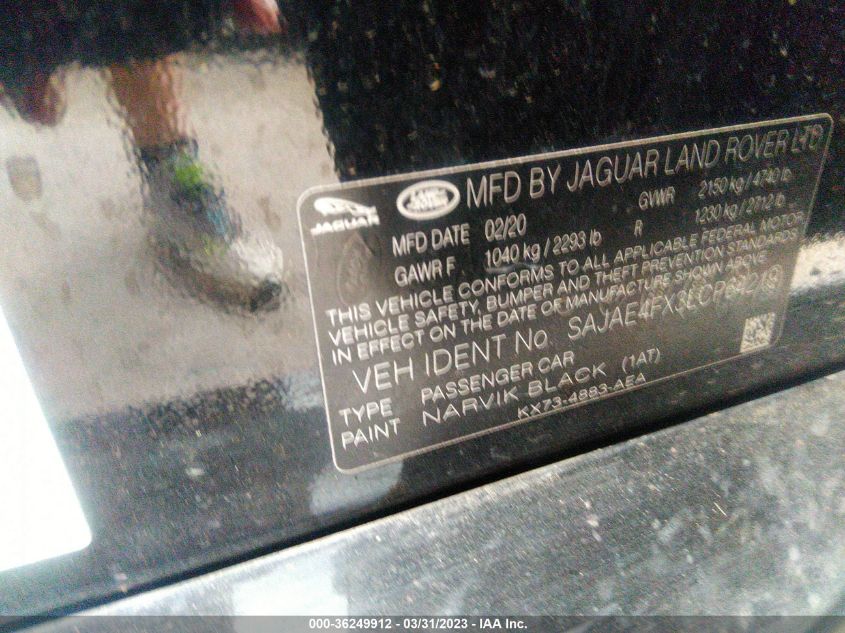 JAGUAR
LAND ROVER
MFD BY JAGUAR LAND ROVER LTD
MFD DATE 02/20 GVWR 2150 kg / 4740 lb
GAWR F 1040 kg / 2293 lb R 1230 kg / 2712 lb
THIS VEHICLE CONFORMS TO ALL APPLICABLE FEDERAL MOTOR
VEHICLE SAFETY, BUMPER AND THEFT PREVENTION STANDARDS
IN EFFECT ON THE DATE OF MANUFACTURE SHOWN ABOVE
VEH IDENT No.
TYPE PASSENGER CAR
PAINT NARVIK BLACK (1AT)
KX73-4883-AEA
000-36249912 - 03/31/2023 - IAA Inc.